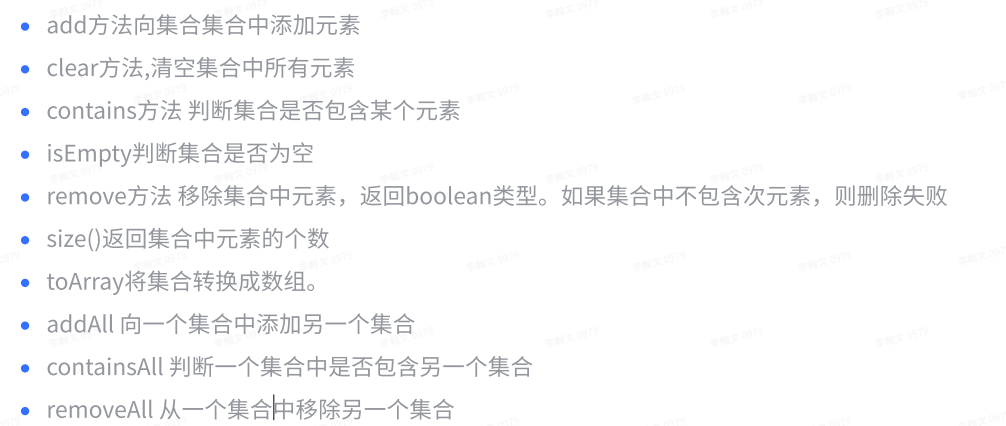 add方法向集合集合中添加元素
clear方法,清空集合中所有元素
contains方法 判断集合是否包含某个元素
isEmpty判断集合是否为空
remove方法 移除集合中元素，返回boolean类型。如果集合中不包含次元素，则删除失败
size()返回集合中元素的个数
toArray将集合转换成数组。
addAll 向一个集合中添加另一个集合
containsAll 判断一个集合中是否包含另一个集合
removeAll 从一个集合中移除另一个集合